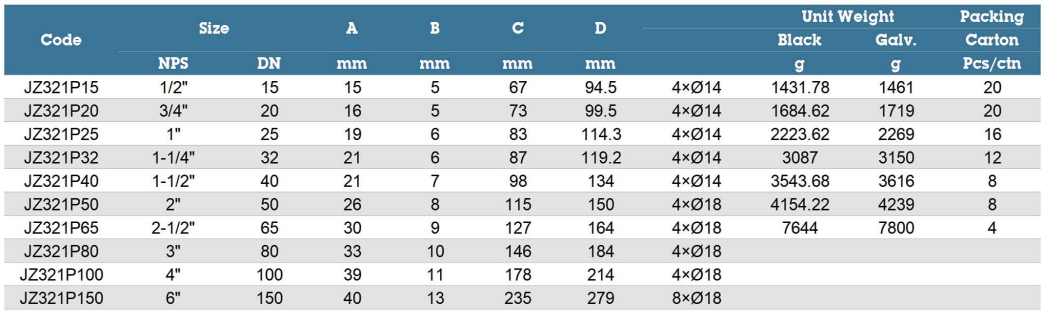 Code Size A B C D Unit Weight Packing
Black Galv. Carton
NPS DN mm mm mm mm g g Pcs/ctn
JZ321P15 1/2" 15 15 5 67 94.5 4×Ø14 1431.78 1461 20
JZ321P20 3/4" 20 16 5 73 99.5 4×Ø14 1684.62 1719 20
JZ321P25 1" 25 19 6 83 114.3 4×Ø14 2223.62 2269 16
JZ321P32 1-1/4" 32 21 6 87 119.2 4×Ø14 3087 3150 12
JZ321P40 1-1/2" 40 21 7 98 134 4×Ø14 3543.68 3616 8
JZ321P50 2" 50 26 8 115 150 4×Ø18 4154.22 4239 8
JZ321P65 2-1/2" 65 30 9 127 164 4×Ø18 7644 7800 4
JZ321P80 3" 80 33 10 146 184 4×Ø18
JZ321P100 4" 100 39 11 178 214 4×Ø18
JZ321P150 6" 150 40 13 235 279 8×Ø18